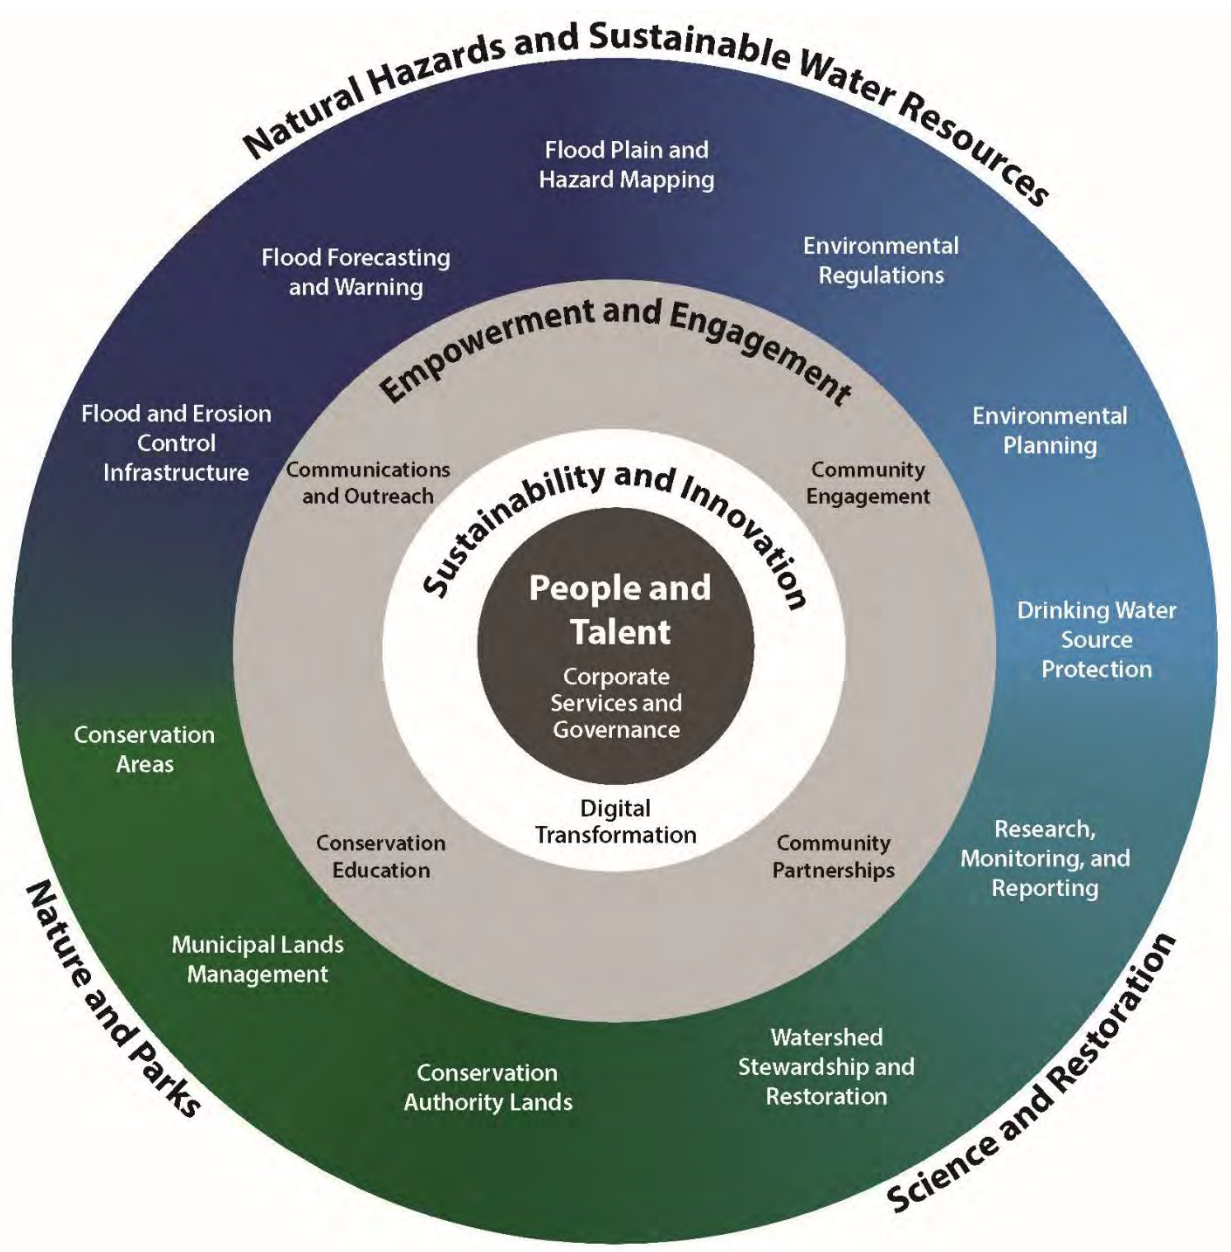 Natural Hazards and Sustainable Water Resources
Flood Plain and
Hazard Mapping
Flood Forecasting
and Warning
Environmental
Regulations
Flood and Erosion
Control
Infrastructure
Environmental
Planning
Drinking Water
Source
Protection
Empowerment and Engagement
Communications
and Outreach
Community
Engagement
Sustainability and Innovation
People and
Talent
Corporate
Services and
Governance
Digital
Transformation
Conservation
Education
Community
Partnerships
Conservation
Areas
Municipal Lands
Management
Conservation
Authority Lands
Nature and Parks
Research,
Monitoring, and
Reporting
Watershed
Stewardship and
Restoration
Science and Restoration